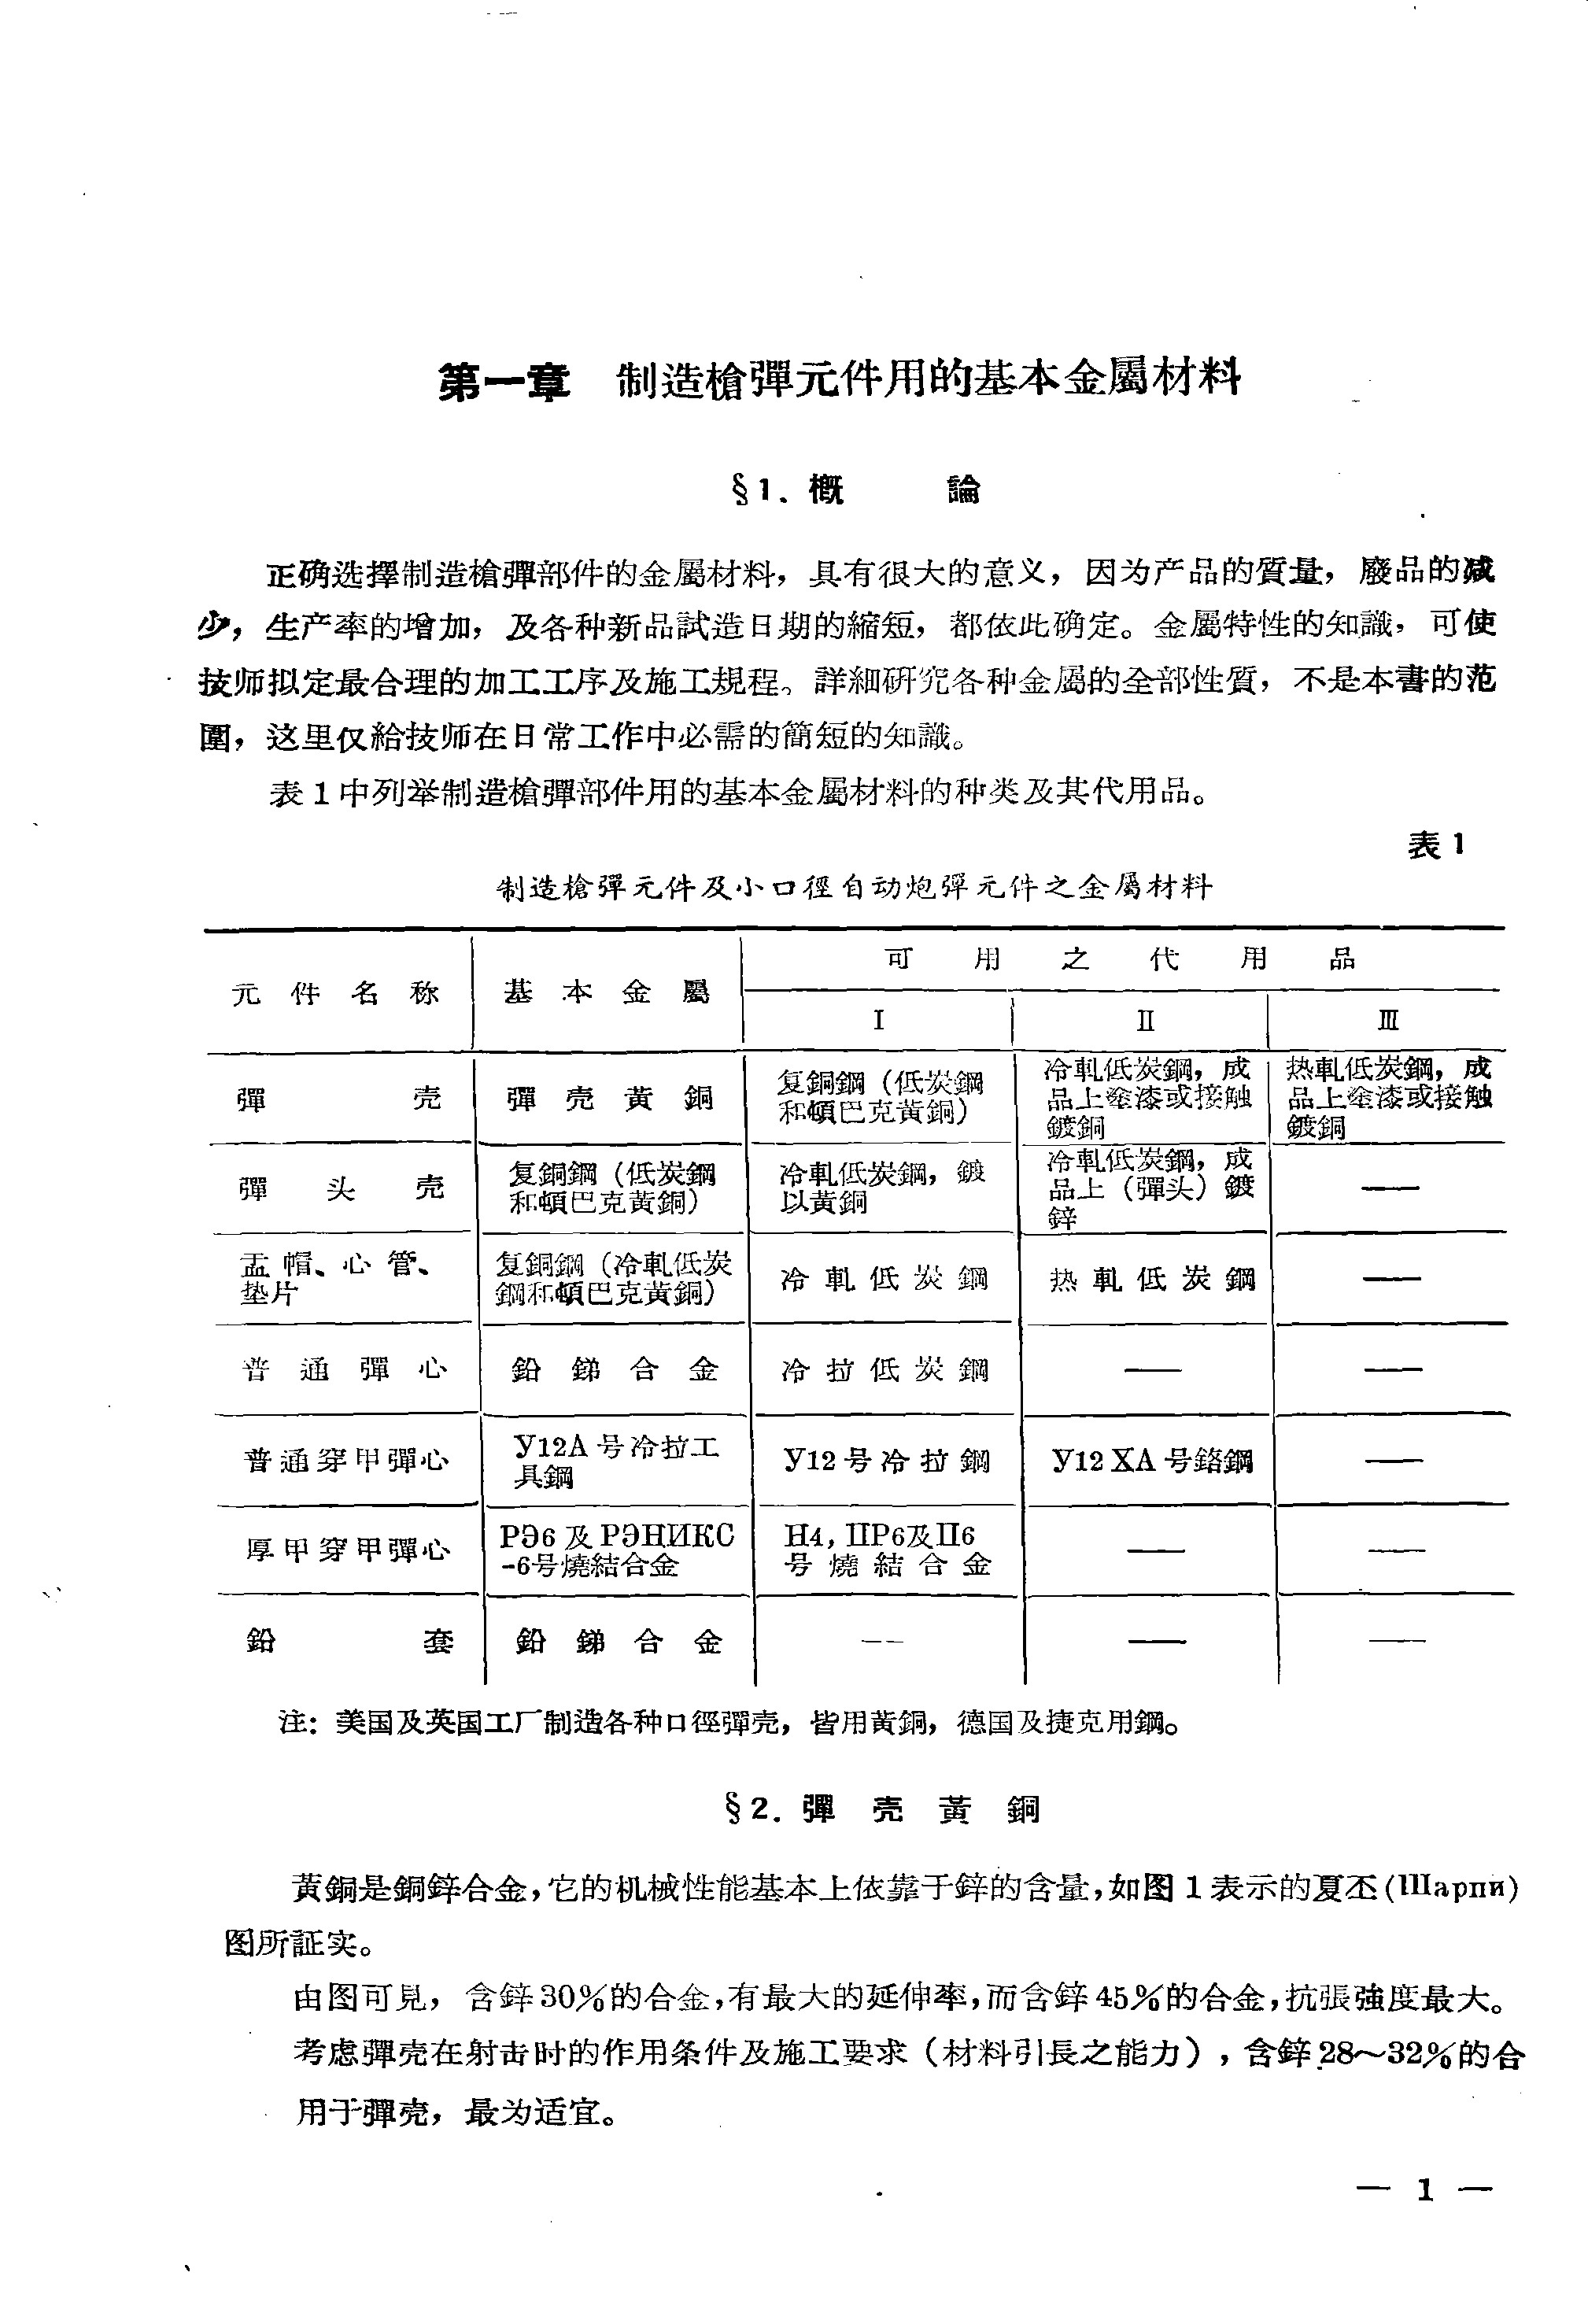 第一章　制造槍彈元件用的基本金屬材料
§1. 概　論
正确选擇制造槍彈部件的金屬材料，具有很大的意义，因为产品的質量，廢品的减
少，生产率的增加，及各种新品試造日期的縮短，都依此确定。金屬特性的知識，可使
技师拟定最合理的加工工序及施工規程。詳細研究各种金屬的全部性質，不是本書的范
圍，这里仅給技师在日常工作中必需的簡短的知識。
表1中列举制造槍彈部件用的基本金屬材料的种类及其代用品。
表1
制造槍彈元件及小口徑自动炮彈元件之金屬材料
元件名称　基本金屬　可用之代用品
I　II　III
彈壳　彈壳黃銅　复銅鋼（低炭鋼和頓巴克黃銅）　冷軋低炭鋼，成品上塗漆或接触鍍銅　热軋低炭鋼，成品上塗漆或接触鍍銅
彈头壳　复銅鋼（低炭鋼和頓巴克黃銅）　冷軋低炭鋼，鍍以黃銅　冷軋低炭鋼，成品上（彈头）鍍鋅　—
盂帽、心管、垫片　复銅鋼（冷軋低炭鋼和頓巴克黃銅）　冷軋低炭鋼　热軋低炭鋼　—
普通彈心　鉛銻合金　冷拉低炭鋼　—　—
普通穿甲彈心　У12А号冷拉工具鋼　У12号冷拉鋼　У12ХА号鉻鋼　—
厚甲穿甲彈心　РЭ6及РЭНИКС-6号燒結合金　Н4，ПР6及П6号燒結合金　—　—
鉛套　鉛銻合金　—　—　—
注：美国及英国工厂制造各种口徑彈壳，皆用黃銅，德国及捷克用鋼。
§2. 彈壳黃銅
黃銅是銅鋅合金，它的机械性能基本上依靠于鋅的含量，如图1表示的夏丕(Шарпи)
图所証实。
由图可見，含鋅30%的合金，有最大的延伸率，而含鋅45%的合金，抗張强度最大。
考虑彈壳在射击时的作用条件及施工要求（材料引長之能力），含鋅28～32%的合
用于彈壳，最为适宜。
— 1 —